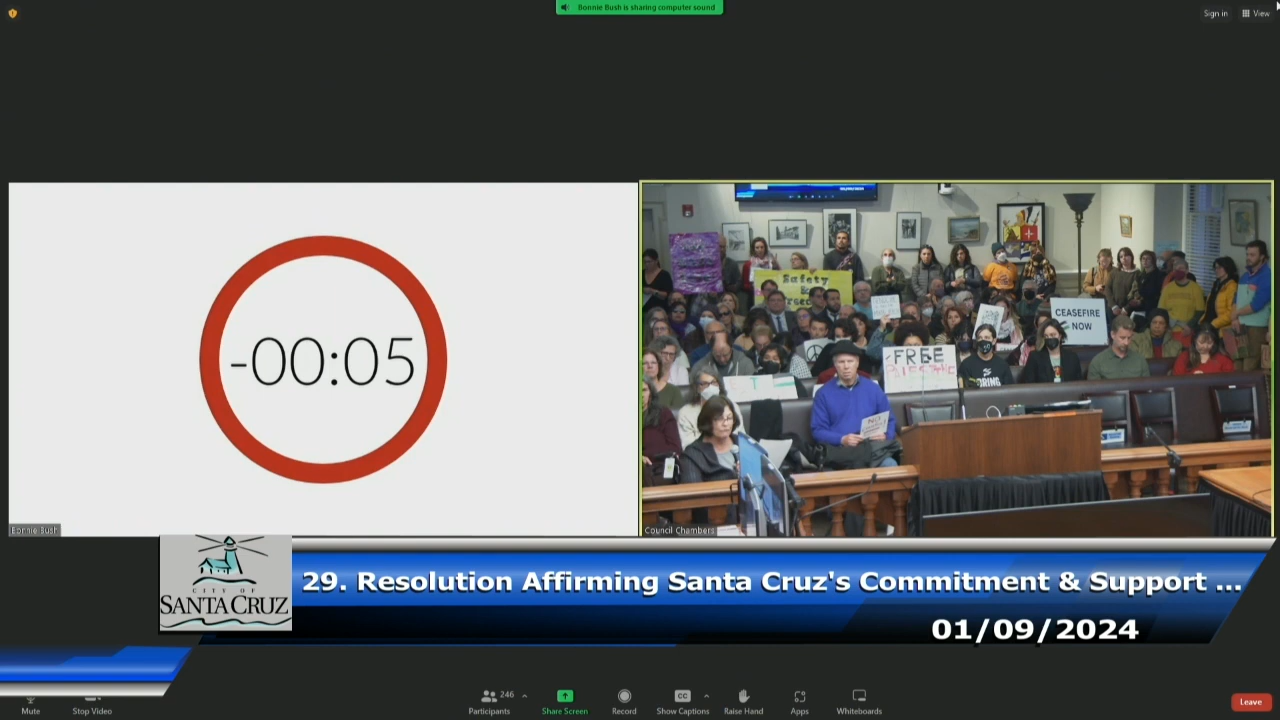 Bonnie Bush is sharing computer sound
Sign in
View
-00:05
Safety
&
CEASEFIRE
NOW
FREE
Bonnie Bush
Council Chambers
CITY OF
SANTA CRUZ
29. Resolution Affirming Santa Cruz's Commitment & Support ...
01/09/2024
Mute
Stop Video
246
Participants
Share Screen
Record
CC
Show Captions
Raise Hand
Apps
Whiteboards
Leave